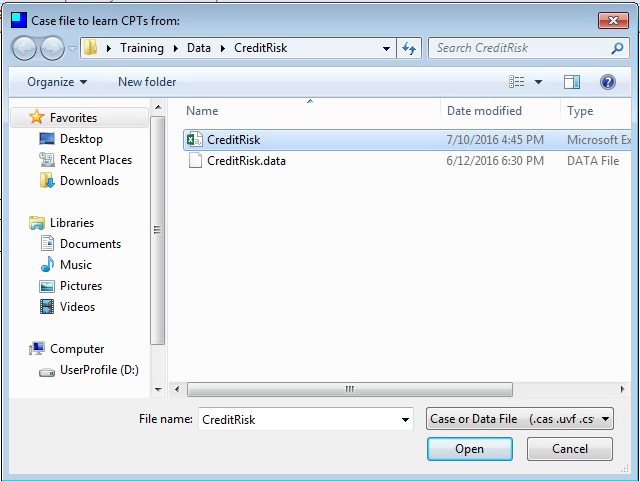 Case file to learn CPTs from:
Training Data CreditRisk Search CreditRisk
Organize New folder
Name Date modified Type
Favorites
Desktop
Recent Places
Downloads
Libraries
Documents
Music
Pictures
Videos
Computer
UserProfile (D:)
CreditRisk 7/10/2016 4:45 PM Microsoft Ex
CreditRisk.data 6/12/2016 6:30 PM DATA File
File name: CreditRisk Case or Data File (.cas .uvf .cs
Open Cancel